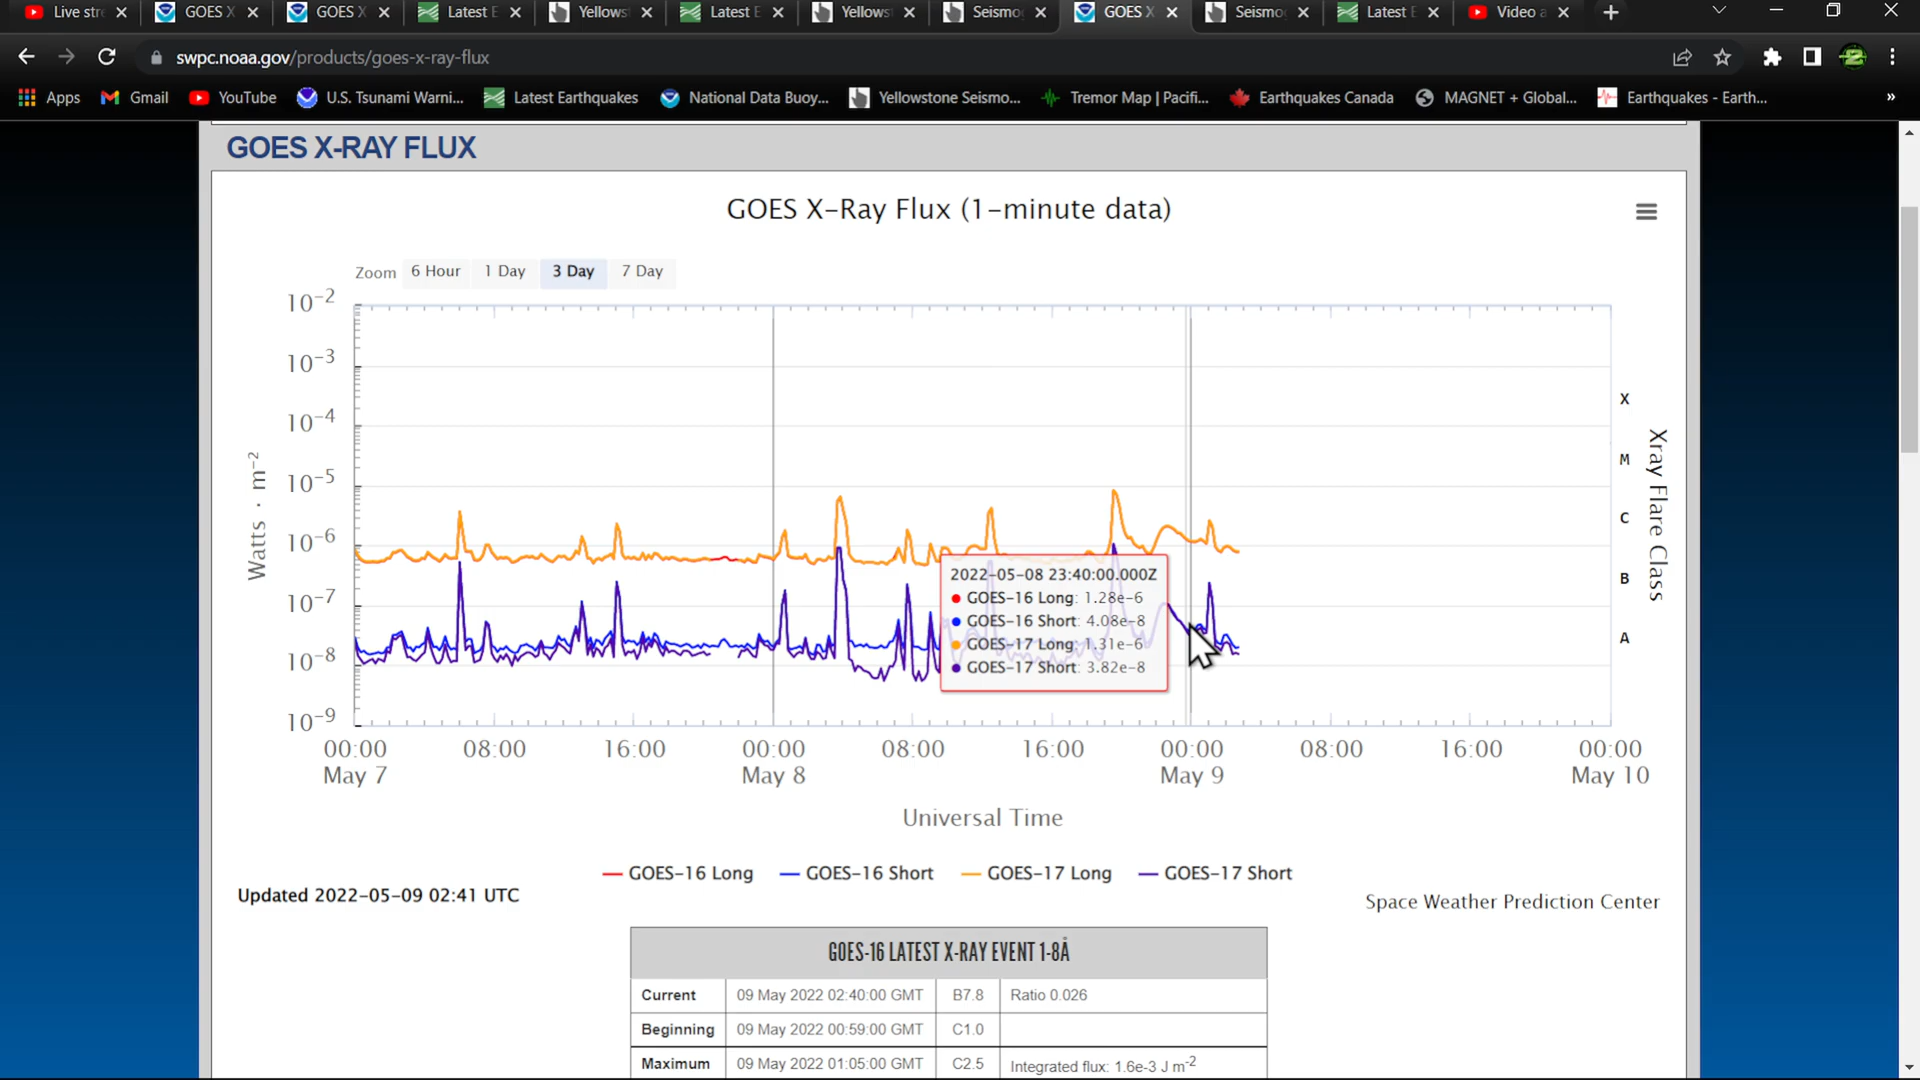 Live stre
GOES X
GOES X
Latest E
Yellows
Latest E
Yellows
Seismo
GOES X
Seismo
Latest E
Video a
swpc.noaa.gov/products/goes-x-ray-flux
Apps
Gmail
YouTube
U.S. Tsunami Warni...
Latest Earthquakes
National Data Buoy...
Yellowstone Seismo...
Tremor Map | Pacifi...
Earthquakes Canada
MAGNET + Global...
Earthquakes - Earth...
»
GOES X-RAY FLUX
GOES X-Ray Flux (1-minute data)
Zoom 6 Hour 1 Day 3 Day 7 Day
10⁻²
10⁻³
10⁻⁴
10⁻⁵
10⁻⁶
10⁻⁷
10⁻⁸
10⁻⁹
Watts · m⁻²
X
M
C
B
A
Xray Flare Class
2022-05-08 23:40:00.000Z
GOES-16 Long: 1.28e-6
GOES-16 Short: 4.08e-8
GOES-17 Long: 1.31e-6
GOES-17 Short: 3.82e-8
00:00 08:00 16:00 00:00 08:00 16:00 00:00 08:00 16:00 00:00
May 7 May 8 May 9 May 10
Universal Time
GOES-16 Long GOES-16 Short GOES-17 Long GOES-17 Short
Updated 2022-05-09 02:41 UTC
Space Weather Prediction Center
GOES-16 LATEST X-RAY EVENT 1-8Å
Current 09 May 2022 02:40:00 GMT B7.8 Ratio 0.026
Beginning 09 May 2022 00:59:00 GMT C1.0
Maximum 09 May 2022 01:05:00 GMT C2.5 Integrated flux: 1.6e-3 J m⁻²